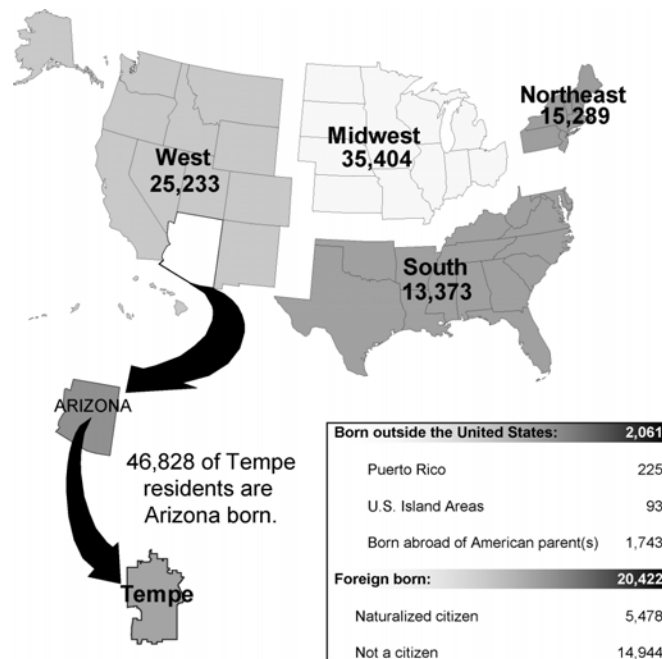 Northeast
15,289
Midwest
35,404
West
25,233
South
13,373
ARIZONA
46,828 of Tempe
residents are
Arizona born.
Tempe
Born outside the United States: 2,061
Puerto Rico 225
U.S. Island Areas 93
Born abroad of American parent(s) 1,743
Foreign born: 20,422
Naturalized citizen 5,478
Not a citizen 14,944